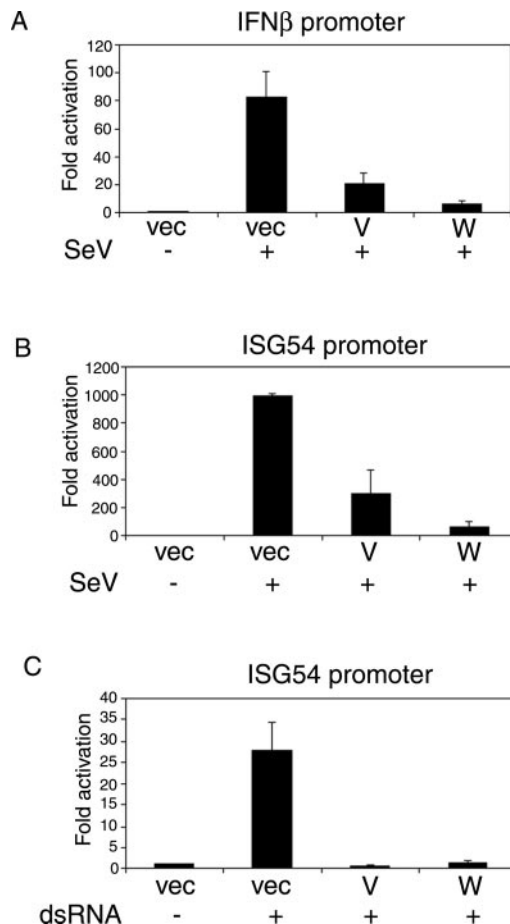 A
IFNβ promoter
Fold activation
120
100
80
60
40
20
0
vec vec V W
SeV - + + +
B
ISG54 promoter
Fold activation
1200
1000
800
600
400
200
0
vec vec V W
SeV - + + +
C
ISG54 promoter
Fold activation
40
35
30
25
20
15
10
5
0
vec vec V W
dsRNA - + + +